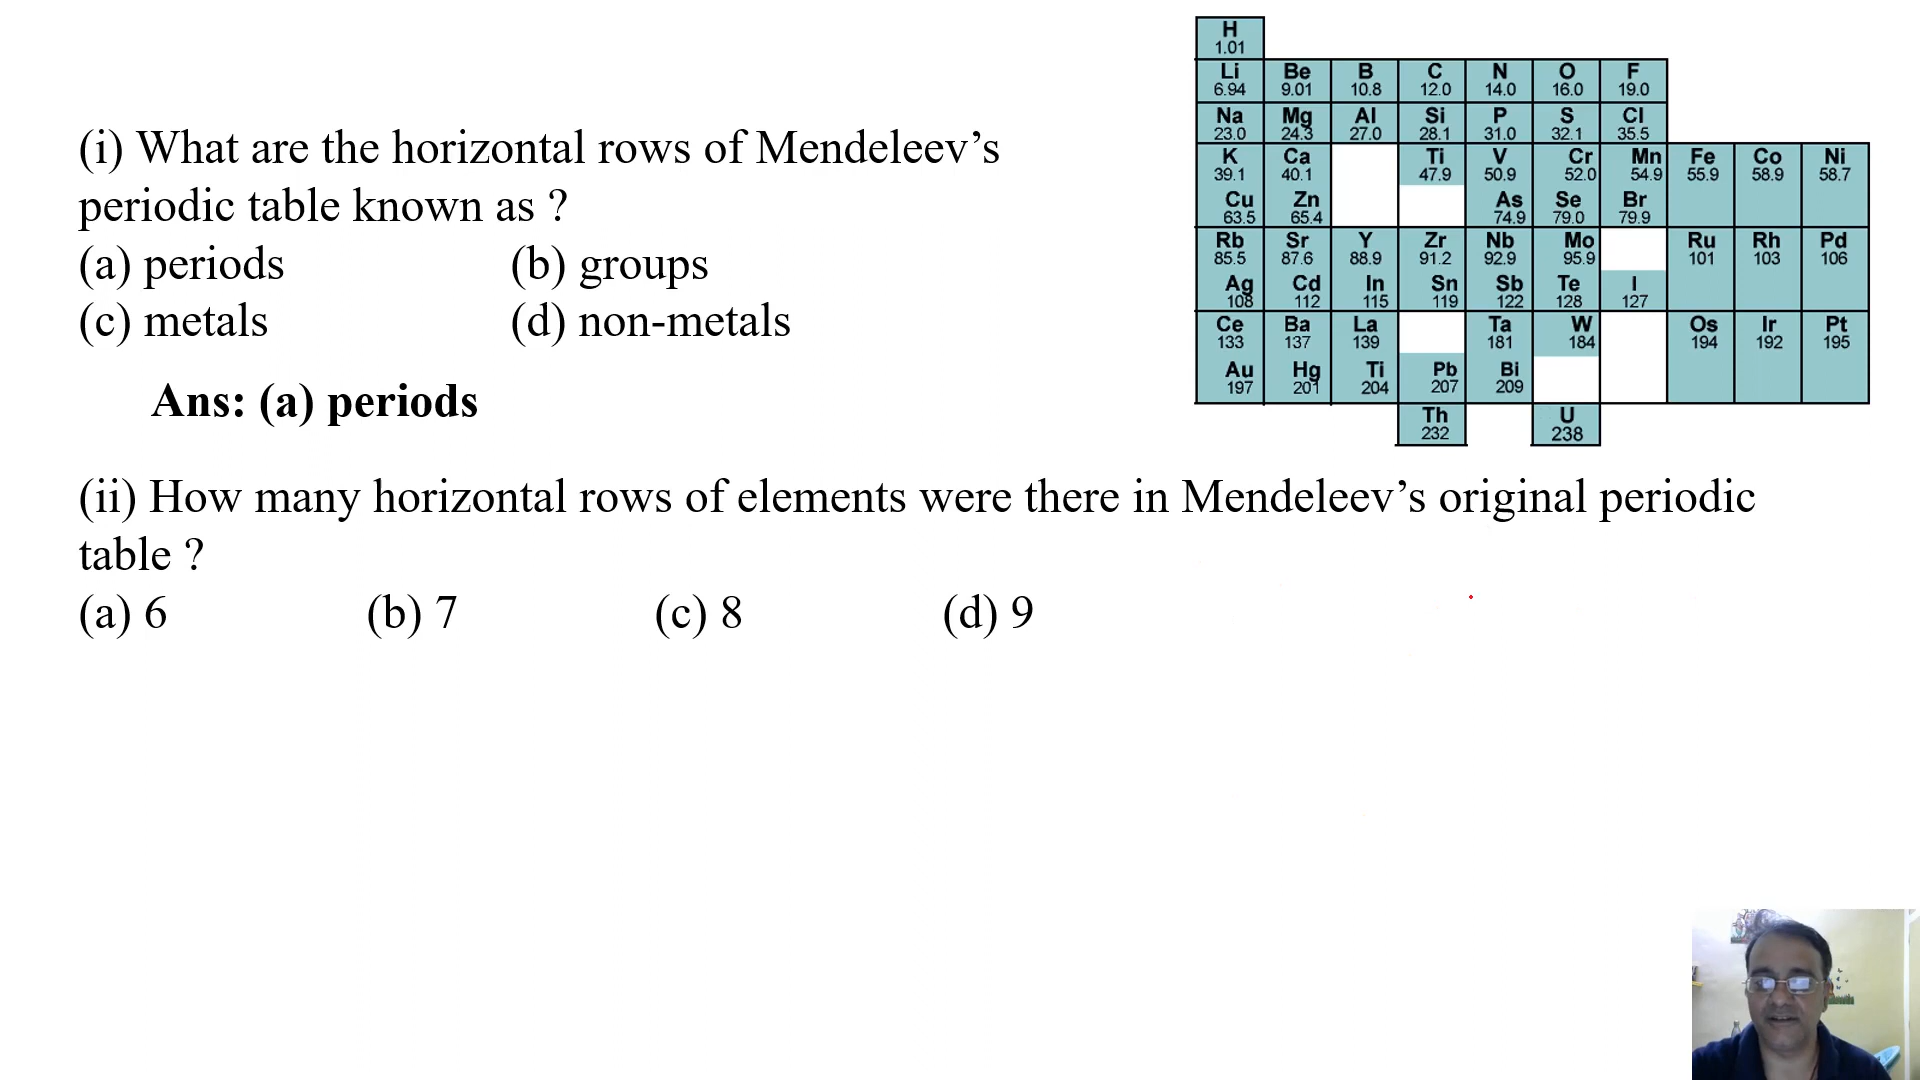 (i) What are the horizontal rows of Mendeleev’s
periodic table known as ?
(a) periods (b) groups
(c) metals (d) non-metals
Ans: (a) periods
H
1.01
Li Be B C N O F
6.94 9.01 10.8 12.0 14.0 16.0 19.0
Na Mg Al Si P S Cl
23.0 24.3 27.0 28.1 31.0 32.1 35.5
K Ca Ti V Cr Mn Fe Co Ni
39.1 40.1 47.9 50.9 52.0 54.9 55.9 58.9 58.7
Cu Zn As Se Br
63.5 65.4 74.9 79.0 79.9
Rb Sr Y Zr Nb Mo Ru Rh Pd
85.5 87.6 88.9 91.2 92.9 95.9 101 103 106
Ag Cd In Sn Sb Te I
108 112 115 119 122 128 127
Ce Ba La Ta W Os Ir Pt
133 137 139 181 184 194 192 195
Au Hg Ti Pb Bi
197 201 204 207 209
Th U
232 238
(ii) How many horizontal rows of elements were there in Mendeleev’s original periodic
table ?
(a) 6 (b) 7 (c) 8 (d) 9